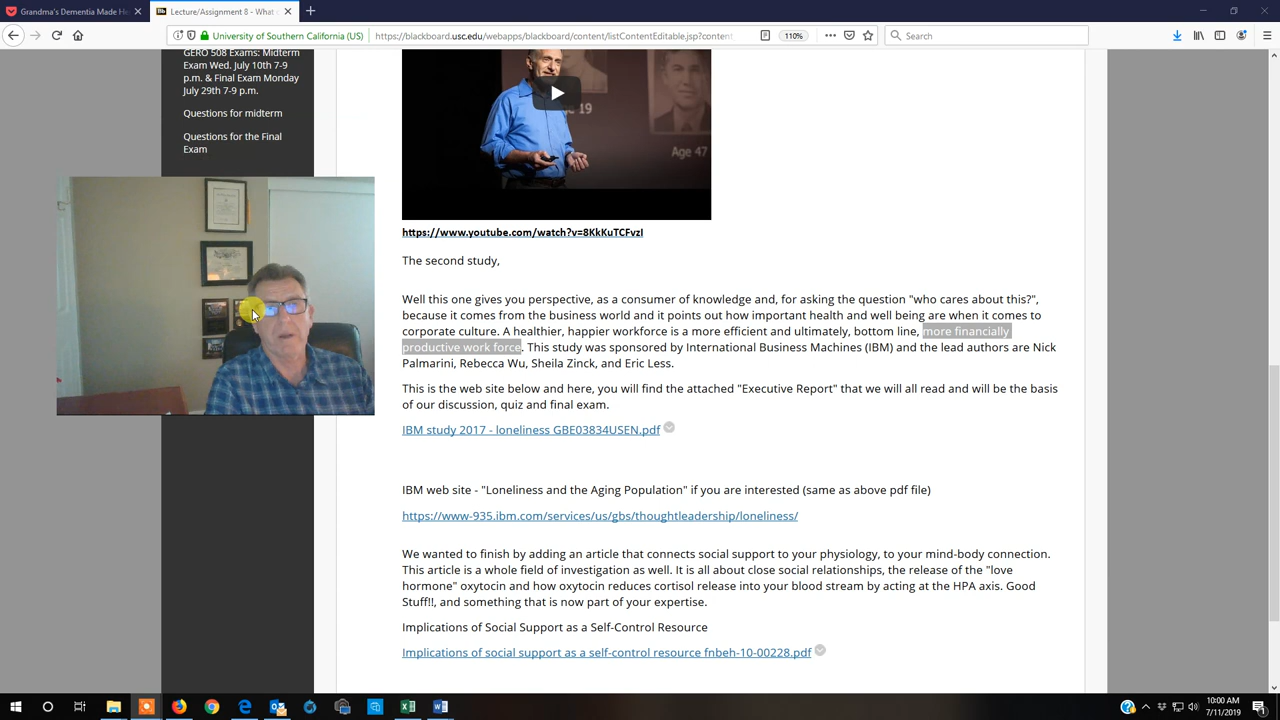 Grandma's Dementia Made He
Lecture/Assignment 8 - What
University of Southern California (US)
https://blackboard.usc.edu/webapps/blackboard/content/listContentEditable.jsp?content
110%
Search
GERO 508 Exams: Midterm
Exam Wed. July 10th 7-9
p.m. & Final Exam Monday
July 29th 7-9 p.m.
Questions for midterm
Questions for the Final
Exam
Age 19
Age 47
https://www.youtube.com/watch?v=8KkKuTCFvzI
The second study,
Well this one gives you perspective, as a consumer of knowledge and, for asking the question "who cares about this?",
because it comes from the business world and it points out how important health and well being are when it comes to
corporate culture. A healthier, happier workforce is a more efficient and ultimately, bottom line, more financially
productive work force. This study was sponsored by International Business Machines (IBM) and the lead authors are Nick
Palmarini, Rebecca Wu, Sheila Zinck, and Eric Less.
This is the web site below and here, you will find the attached "Executive Report" that we will all read and will be the basis
of our discussion, quiz and final exam.
IBM study 2017 - loneliness GBE03834USEN.pdf
IBM web site - "Loneliness and the Aging Population" if you are interested (same as above pdf file)
https://www-935.ibm.com/services/us/gbs/thoughtleadership/loneliness/
We wanted to finish by adding an article that connects social support to your physiology, to your mind-body connection.
This article is a whole field of investigation as well. It is all about close social relationships, the release of the "love
hormone" oxytocin and how oxytocin reduces cortisol release into your blood stream by acting at the HPA axis. Good
Stuff!!, and something that is now part of your expertise.
Implications of Social Support as a Self-Control Resource
Implications of social support as a self-control resource fnbeh-10-00228.pdf
10:00 AM
7/11/2019